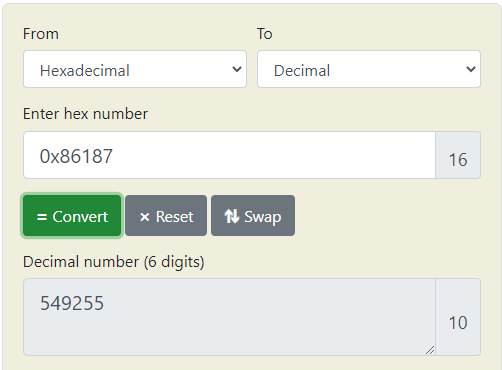 From To
Hexadecimal Decimal
Enter hex number
0x86187 16
= Convert × Reset ⇅ Swap
Decimal number (6 digits)
549255 10